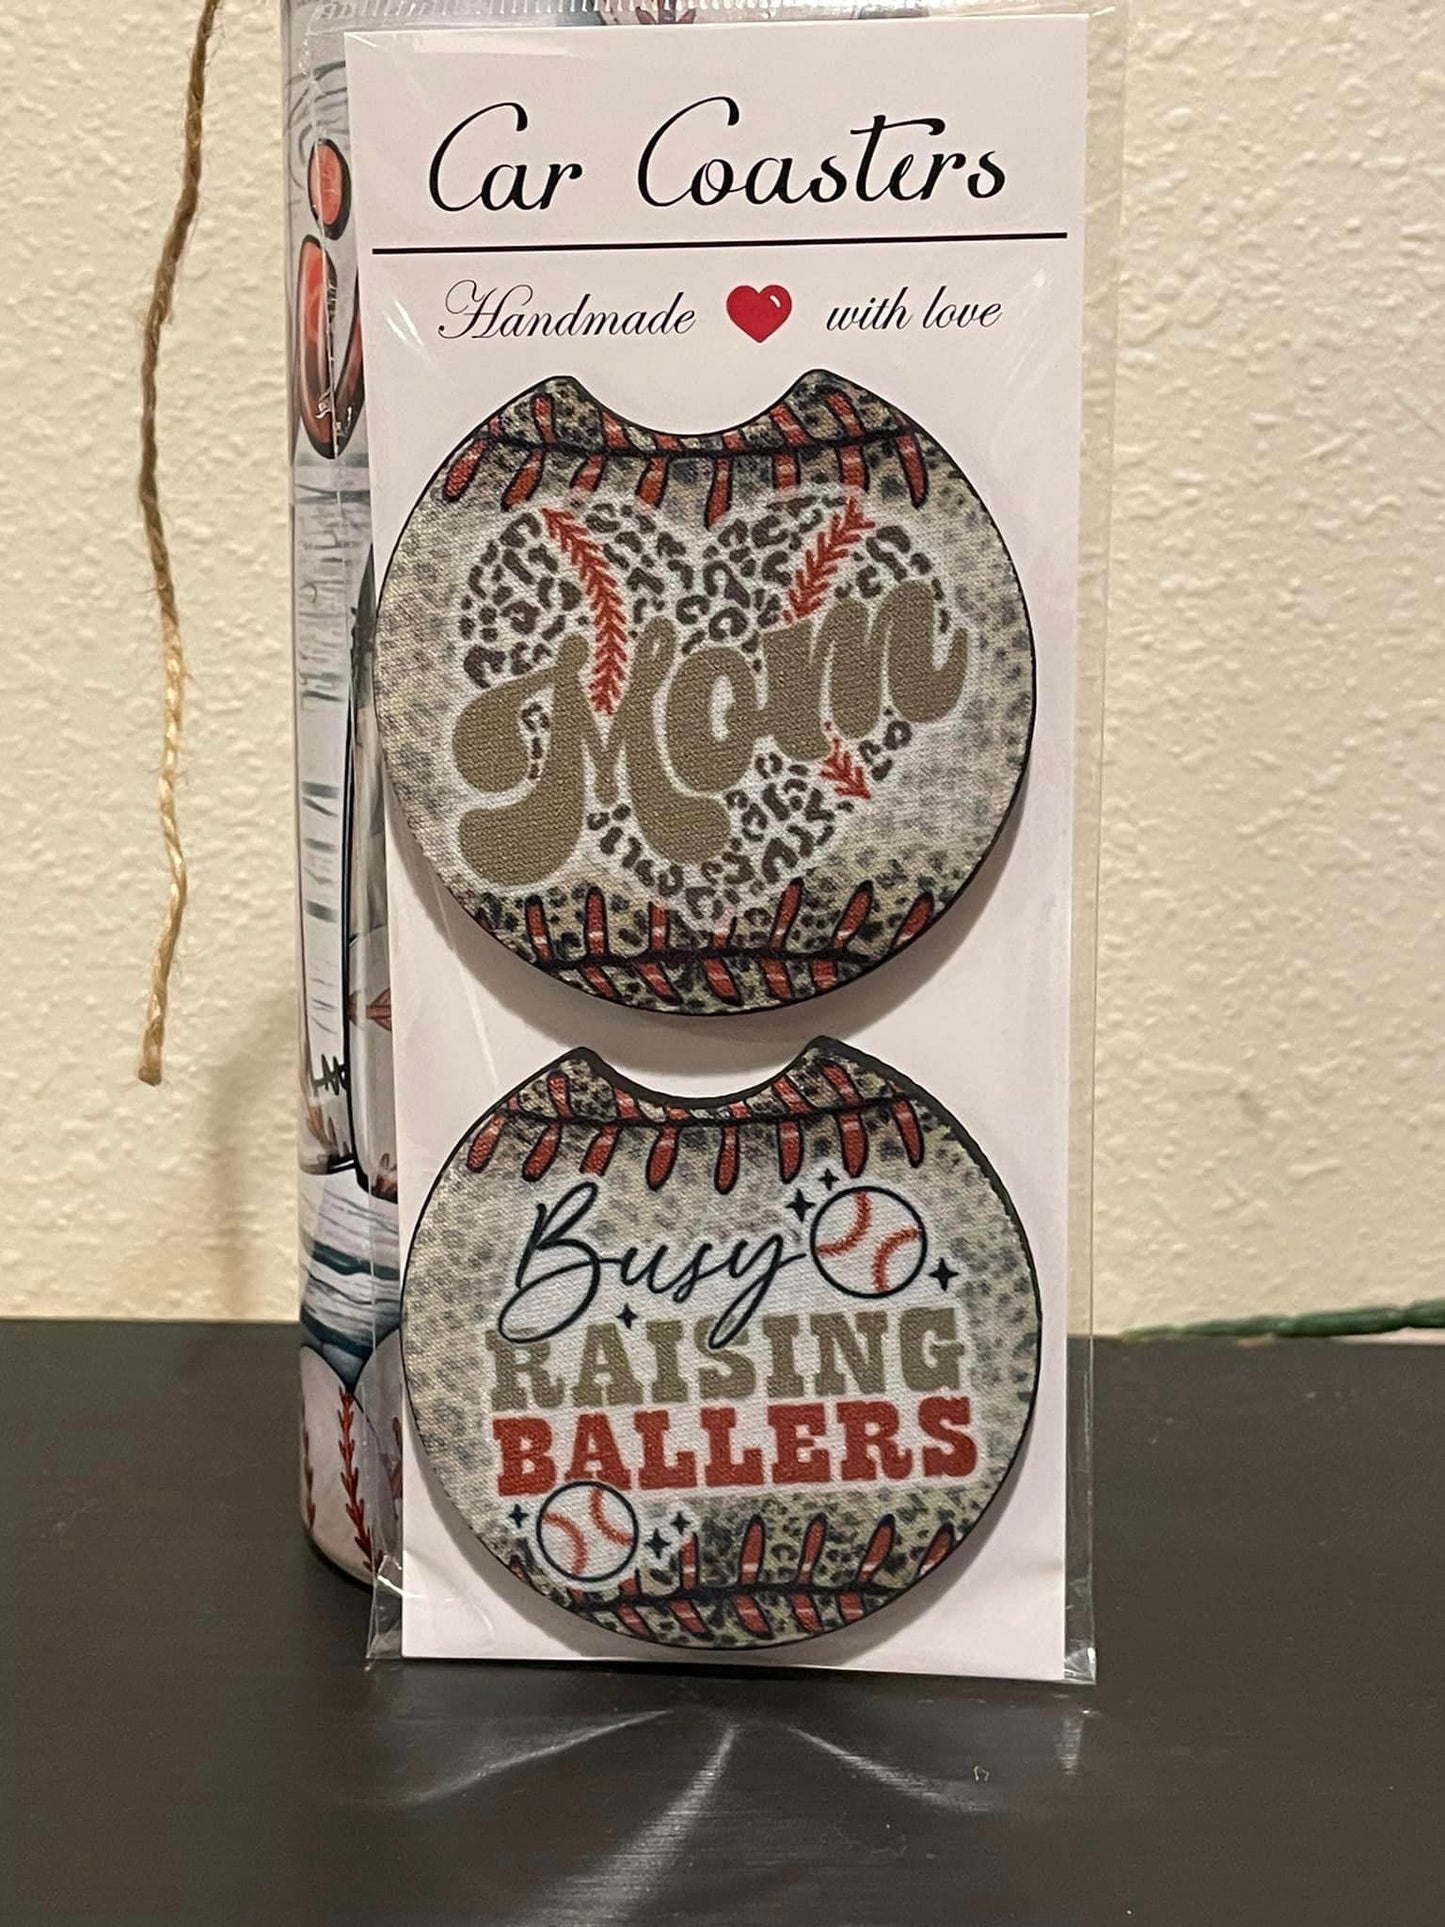 Car Coasters
Handmade with love
Mom
Busy
RAISING
BALLERS